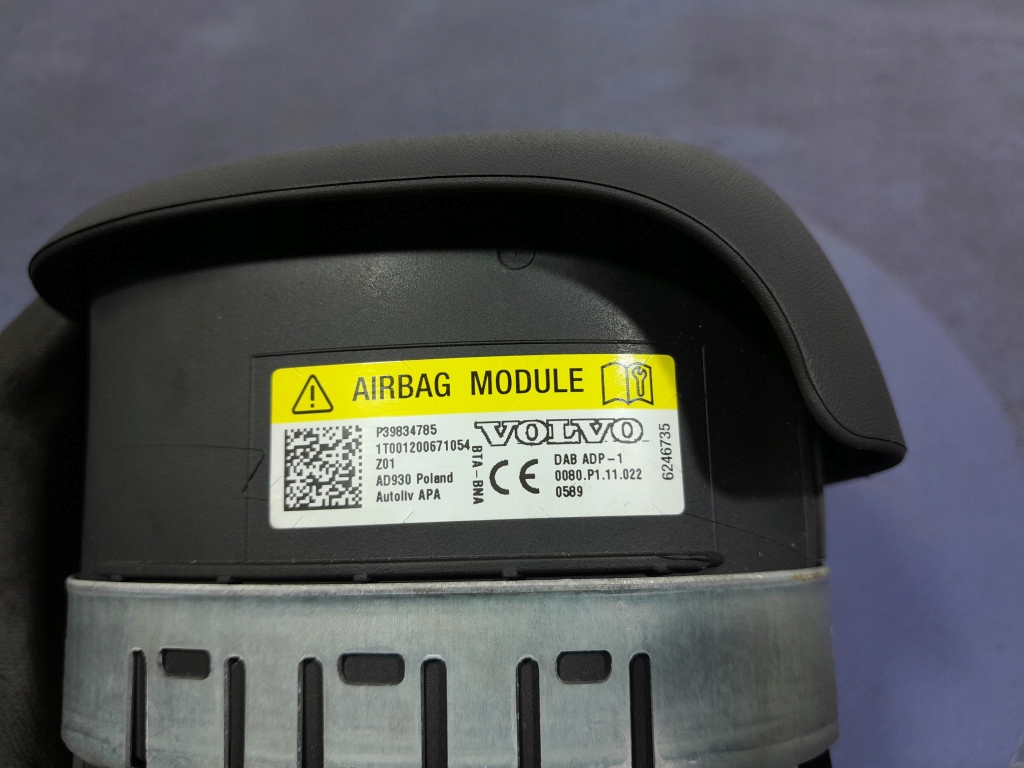 AIRBAG MODULE
P39834785
1T001200671054
Z01
AD930 Poland
Autoliv APA
BTA-BNA
VOLVO
CE
DAB ADP-1
0080.P1.11.022
0589
6246735